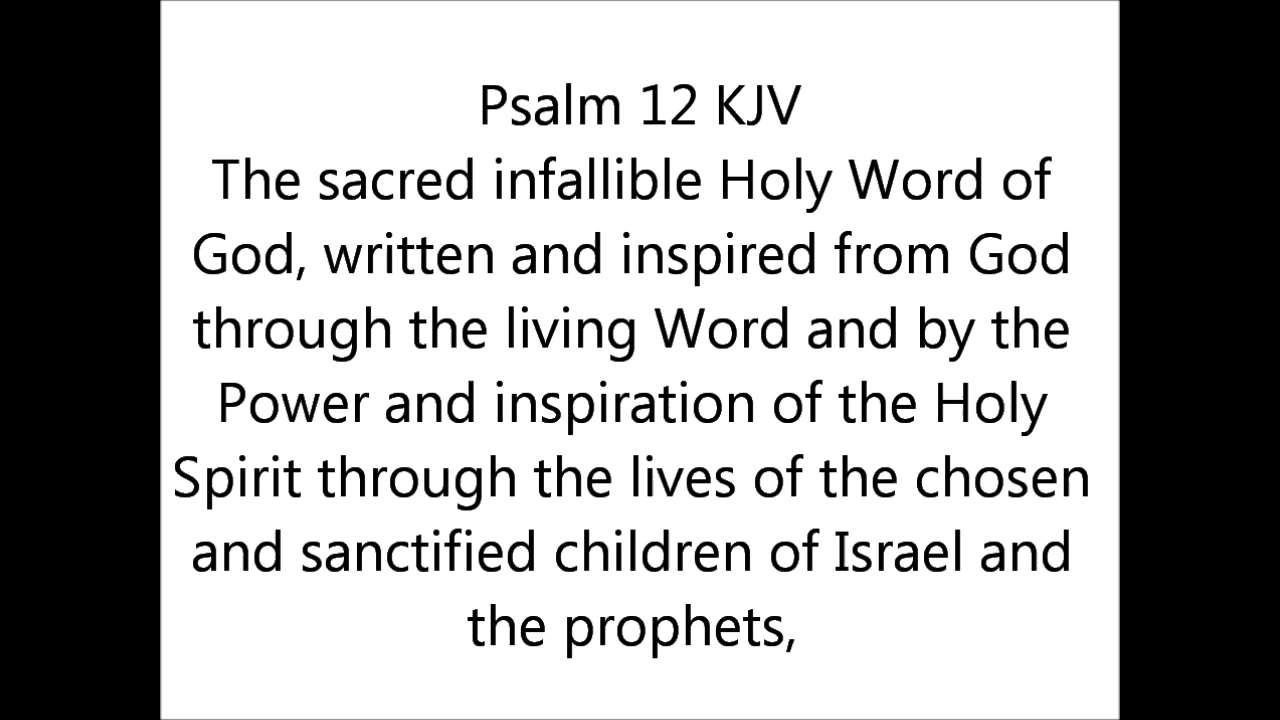 Psalm 12 KJV
The sacred infallible Holy Word of
God, written and inspired from God
through the living Word and by the
Power and inspiration of the Holy
Spirit through the lives of the chosen
and sanctified children of Israel and
the prophets,